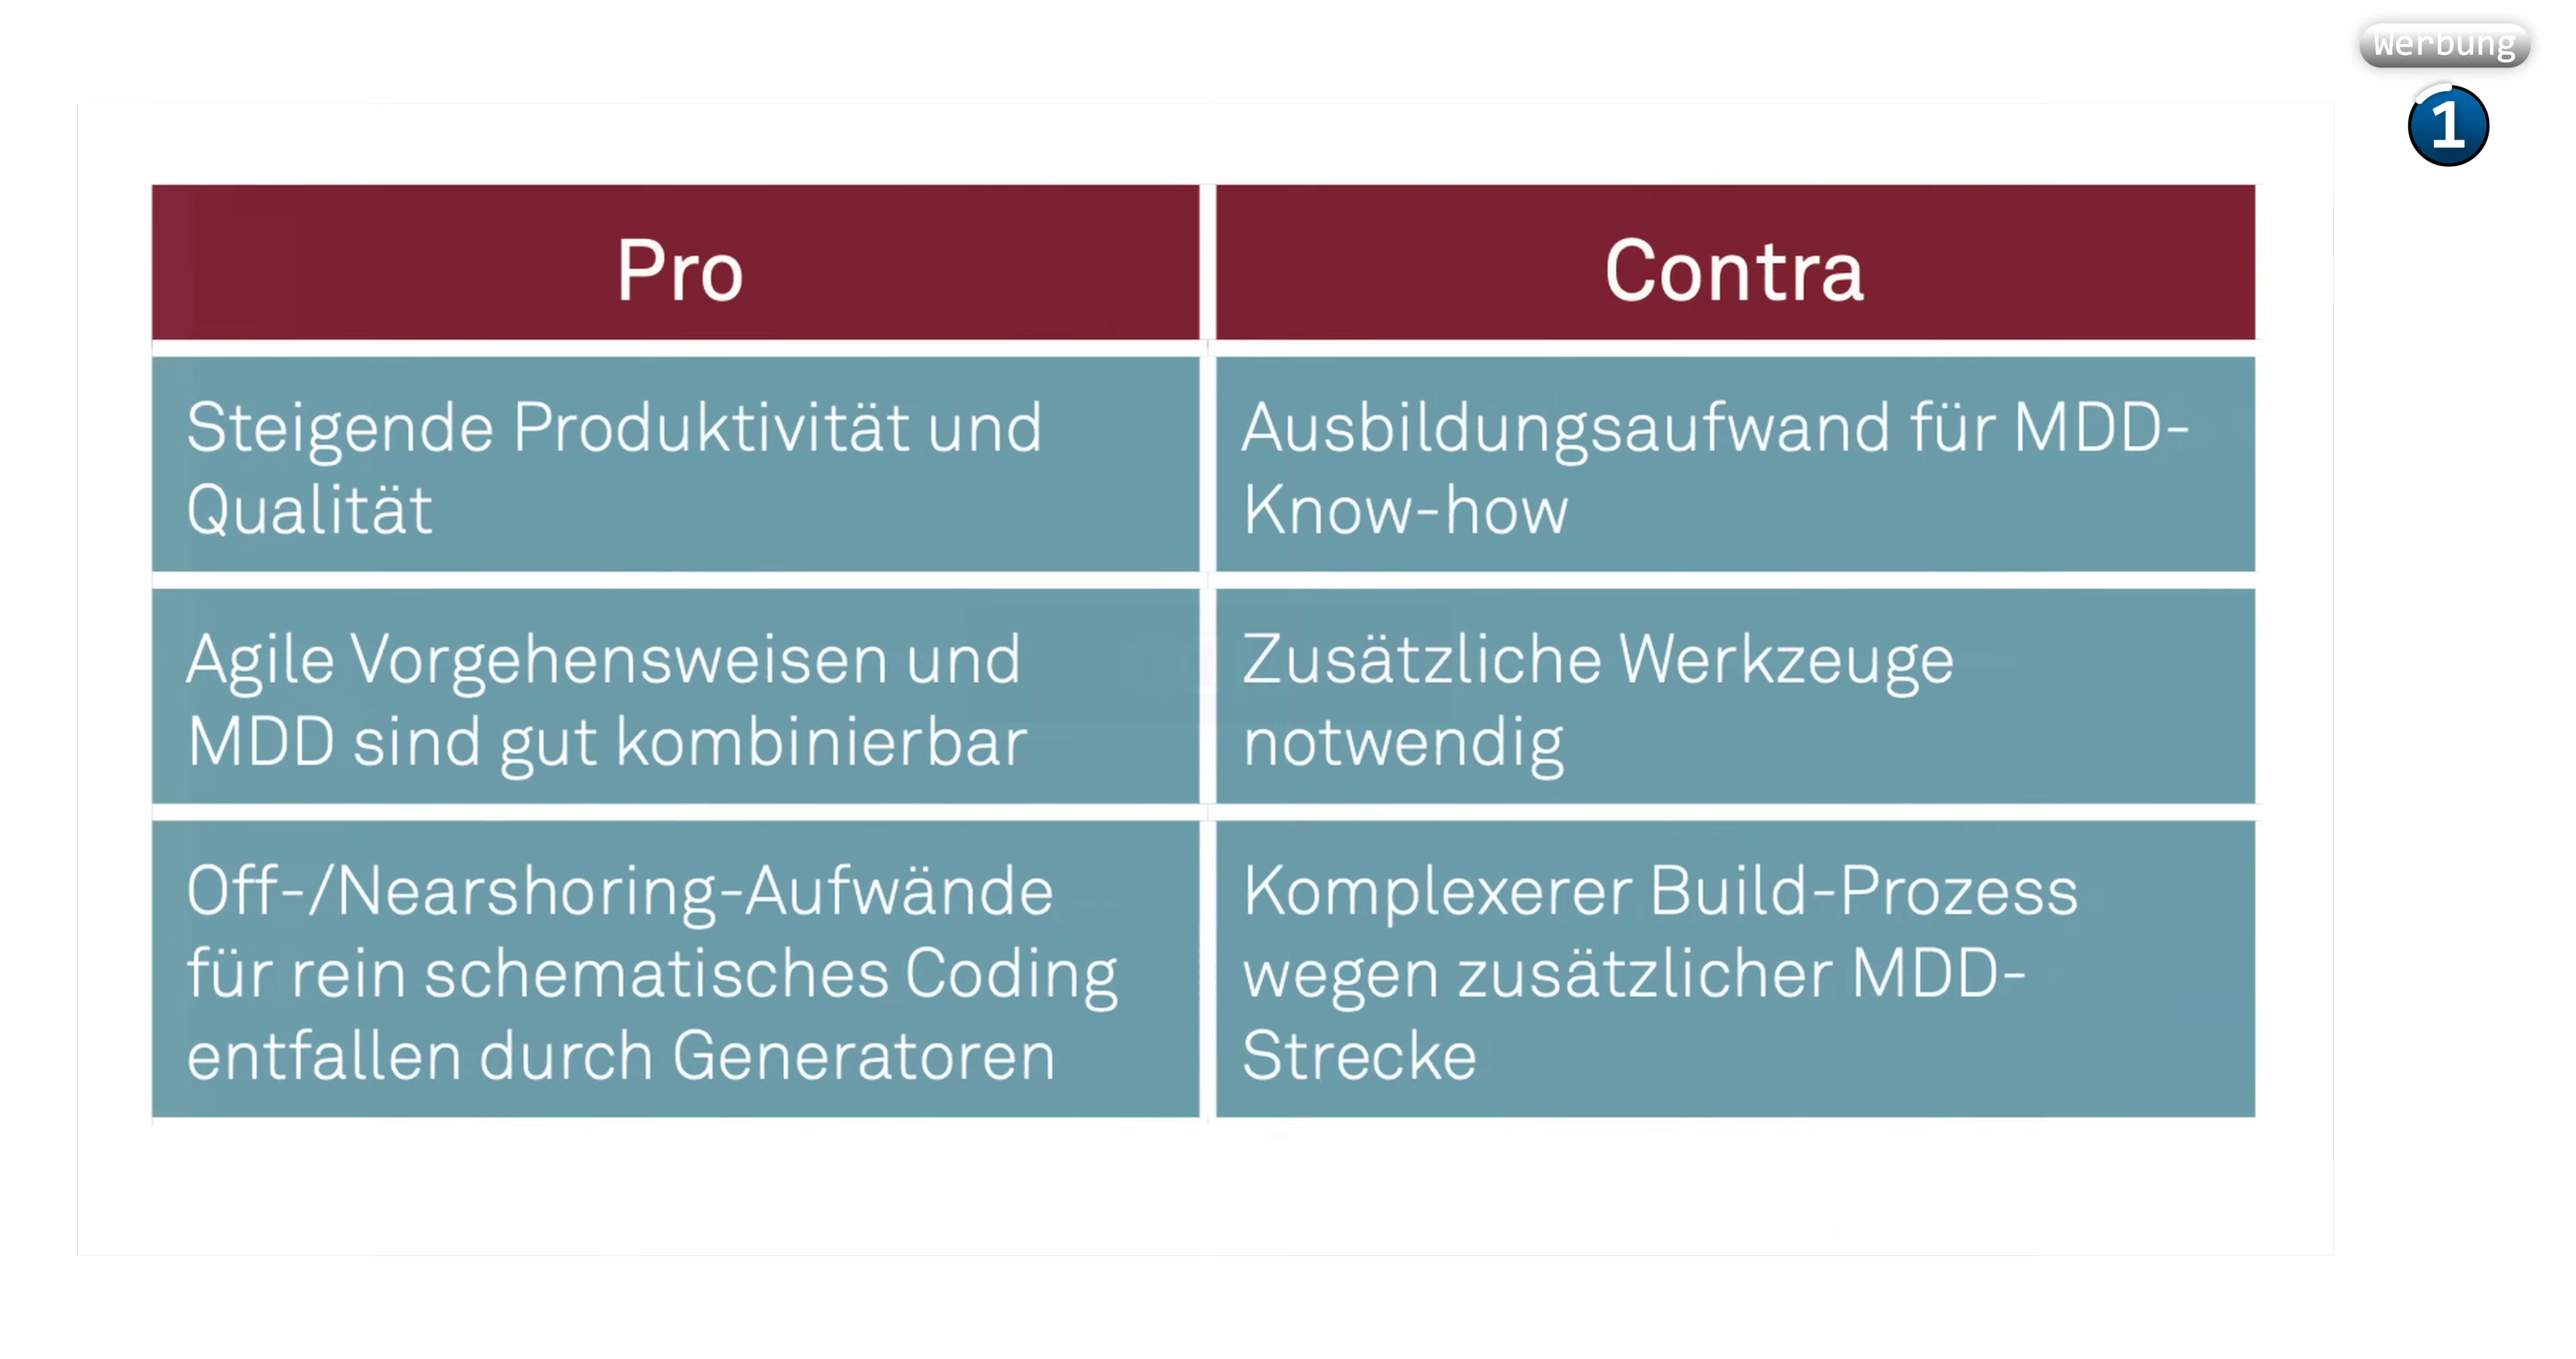 Werbung
1
Pro
Contra
Steigende Produktivität und
Qualität
Ausbildungsaufwand für MDD-
Know-how
Agile Vorgehensweisen und
MDD sind gut kombinierbar
Zusätzliche Werkzeuge
notwendig
Off-/Nearshoring-Aufwände
für rein schematisches Coding
entfallen durch Generatoren
Komplexerer Build-Prozess
wegen zusätzlicher MDD-
Strecke